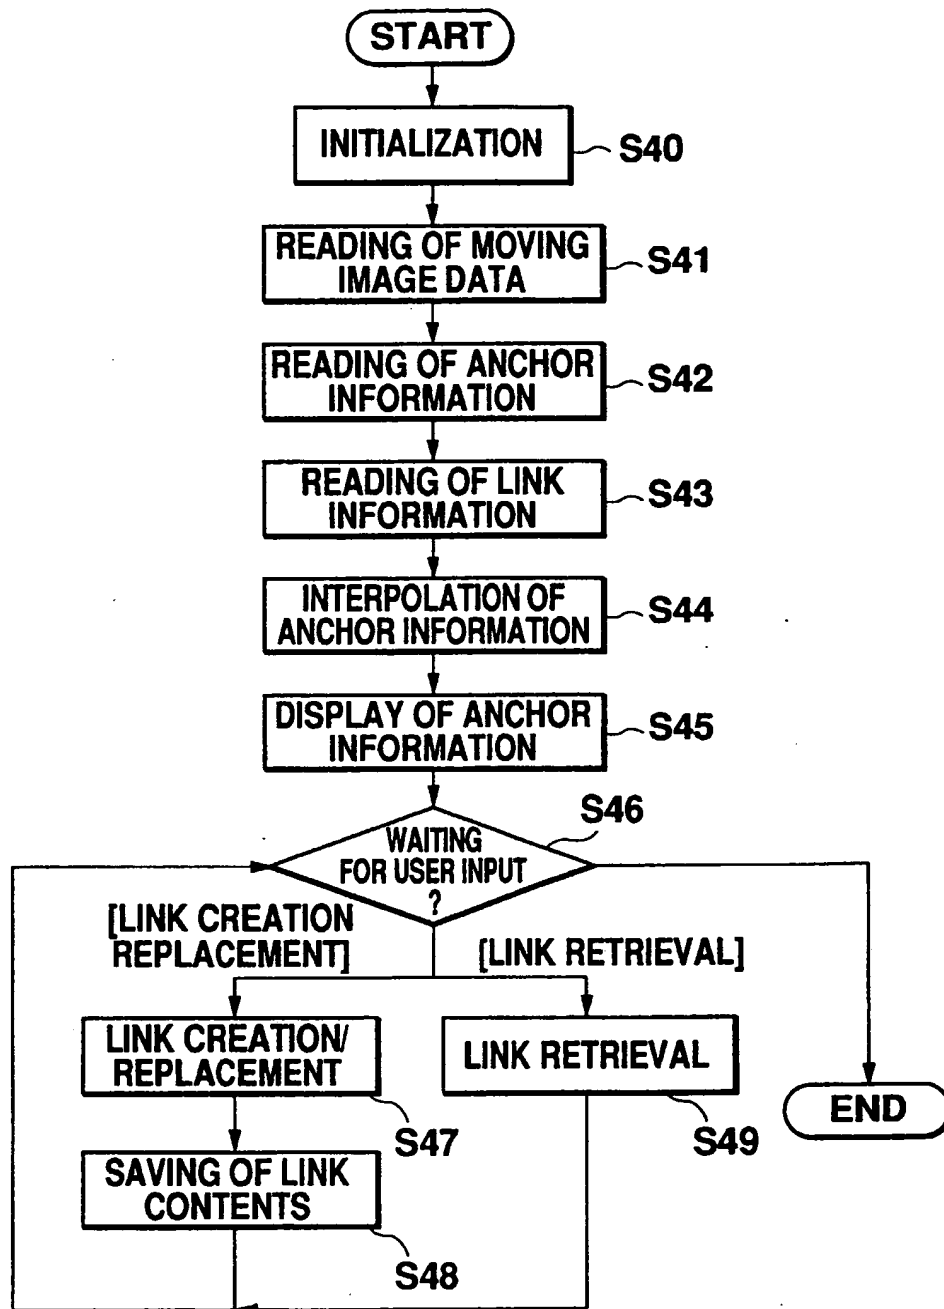 START
INITIALIZATION
S40
READING OF MOVING
IMAGE DATA
S41
READING OF ANCHOR
INFORMATION
S42
READING OF LINK
INFORMATION
S43
INTERPOLATION OF
ANCHOR INFORMATION
S44
DISPLAY OF ANCHOR
INFORMATION
S45
S46
WAITING
FOR USER INPUT
?
[LINK CREATION
REPLACEMENT]
[LINK RETRIEVAL]
LINK CREATION/
REPLACEMENT
S47
LINK RETRIEVAL
S49
END
SAVING OF LINK
CONTENTS
S48